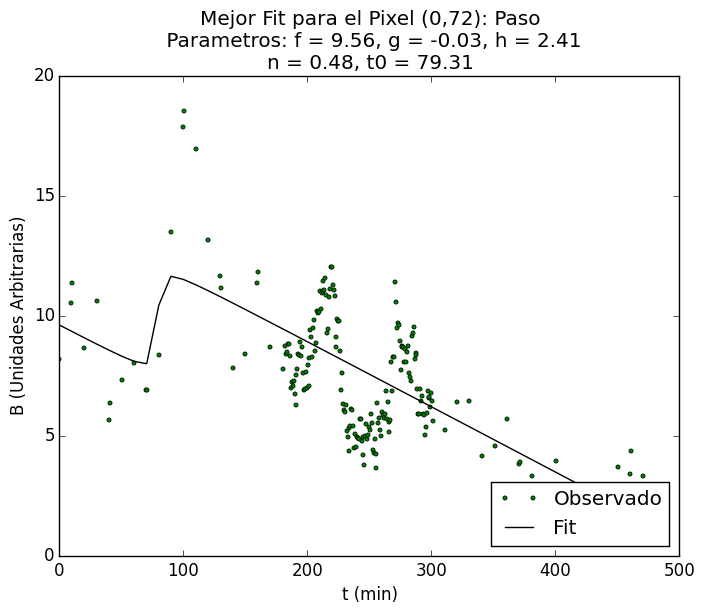 Mejor Fit para el Pixel (0,72): Paso
Parametros: f = 9.56, g = -0.03, h = 2.41
n = 0.48, t0 = 79.31
20
15
10
5
0
B (Unidades Arbitrarias)
Observado
Fit
0 100 200 300 400 500
t (min)